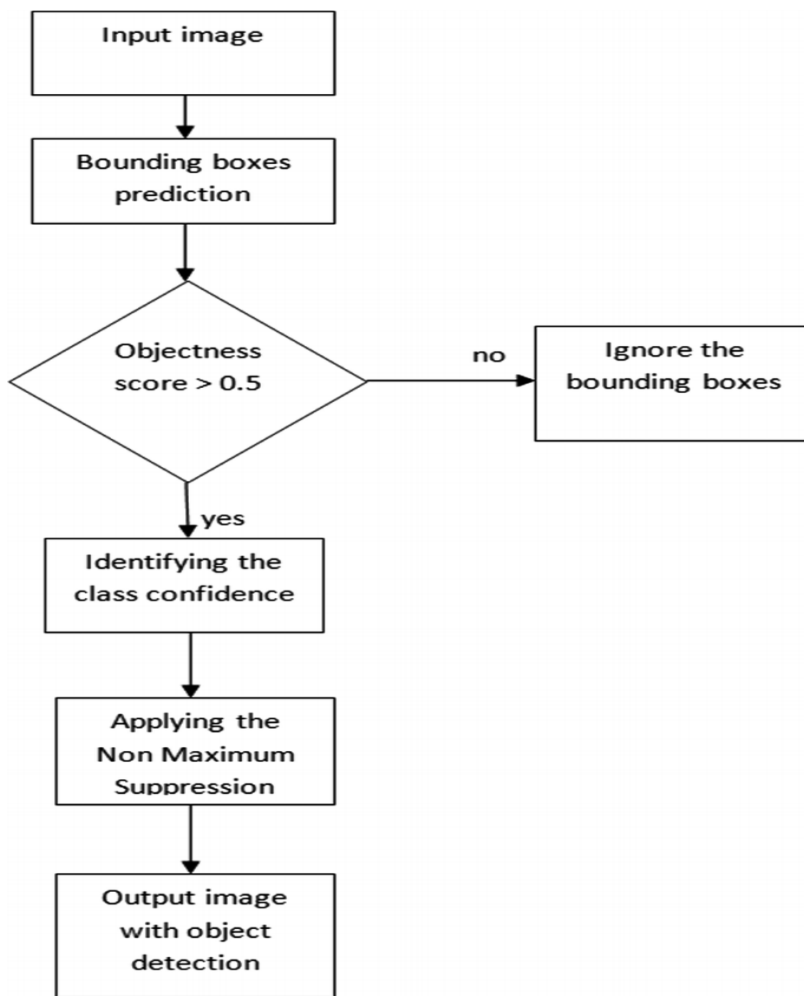 Input image
Bounding boxes
prediction
Objectness
score > 0.5
no
Ignore the
bounding boxes
yes
Identifying the
class confidence
Applying the
Non Maximum
Suppression
Output image
with object
detection